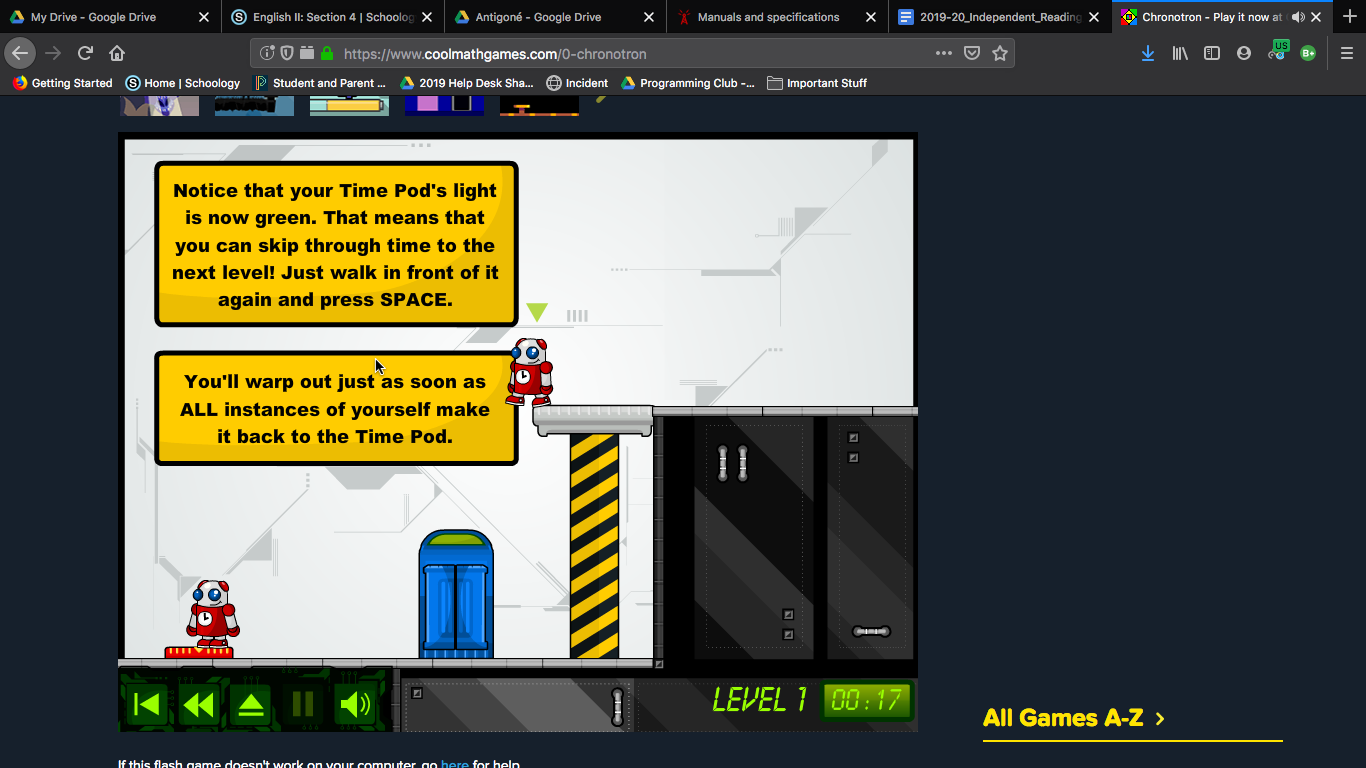 My Drive - Google Drive
English II: Section 4 | Schoolog
Antigoné - Google Drive
Manuals and specifications
2019-20_Independent_Reading
Chronotron - Play it now at
https://www.coolmathgames.com/0-chronotron
US
B+
Getting Started
Home | Schoology
Student and Parent ...
2019 Help Desk Sha...
Incident
Programming Club -...
Important Stuff
Notice that your Time Pod's light
is now green. That means that
you can skip through time to the
next level! Just walk in front of it
again and press SPACE.
You'll warp out just as soon as
ALL instances of yourself make
it back to the Time Pod.
LEVEL 1
00:17
All Games A-Z
If this flash game doesn't work on your computer, go here for help